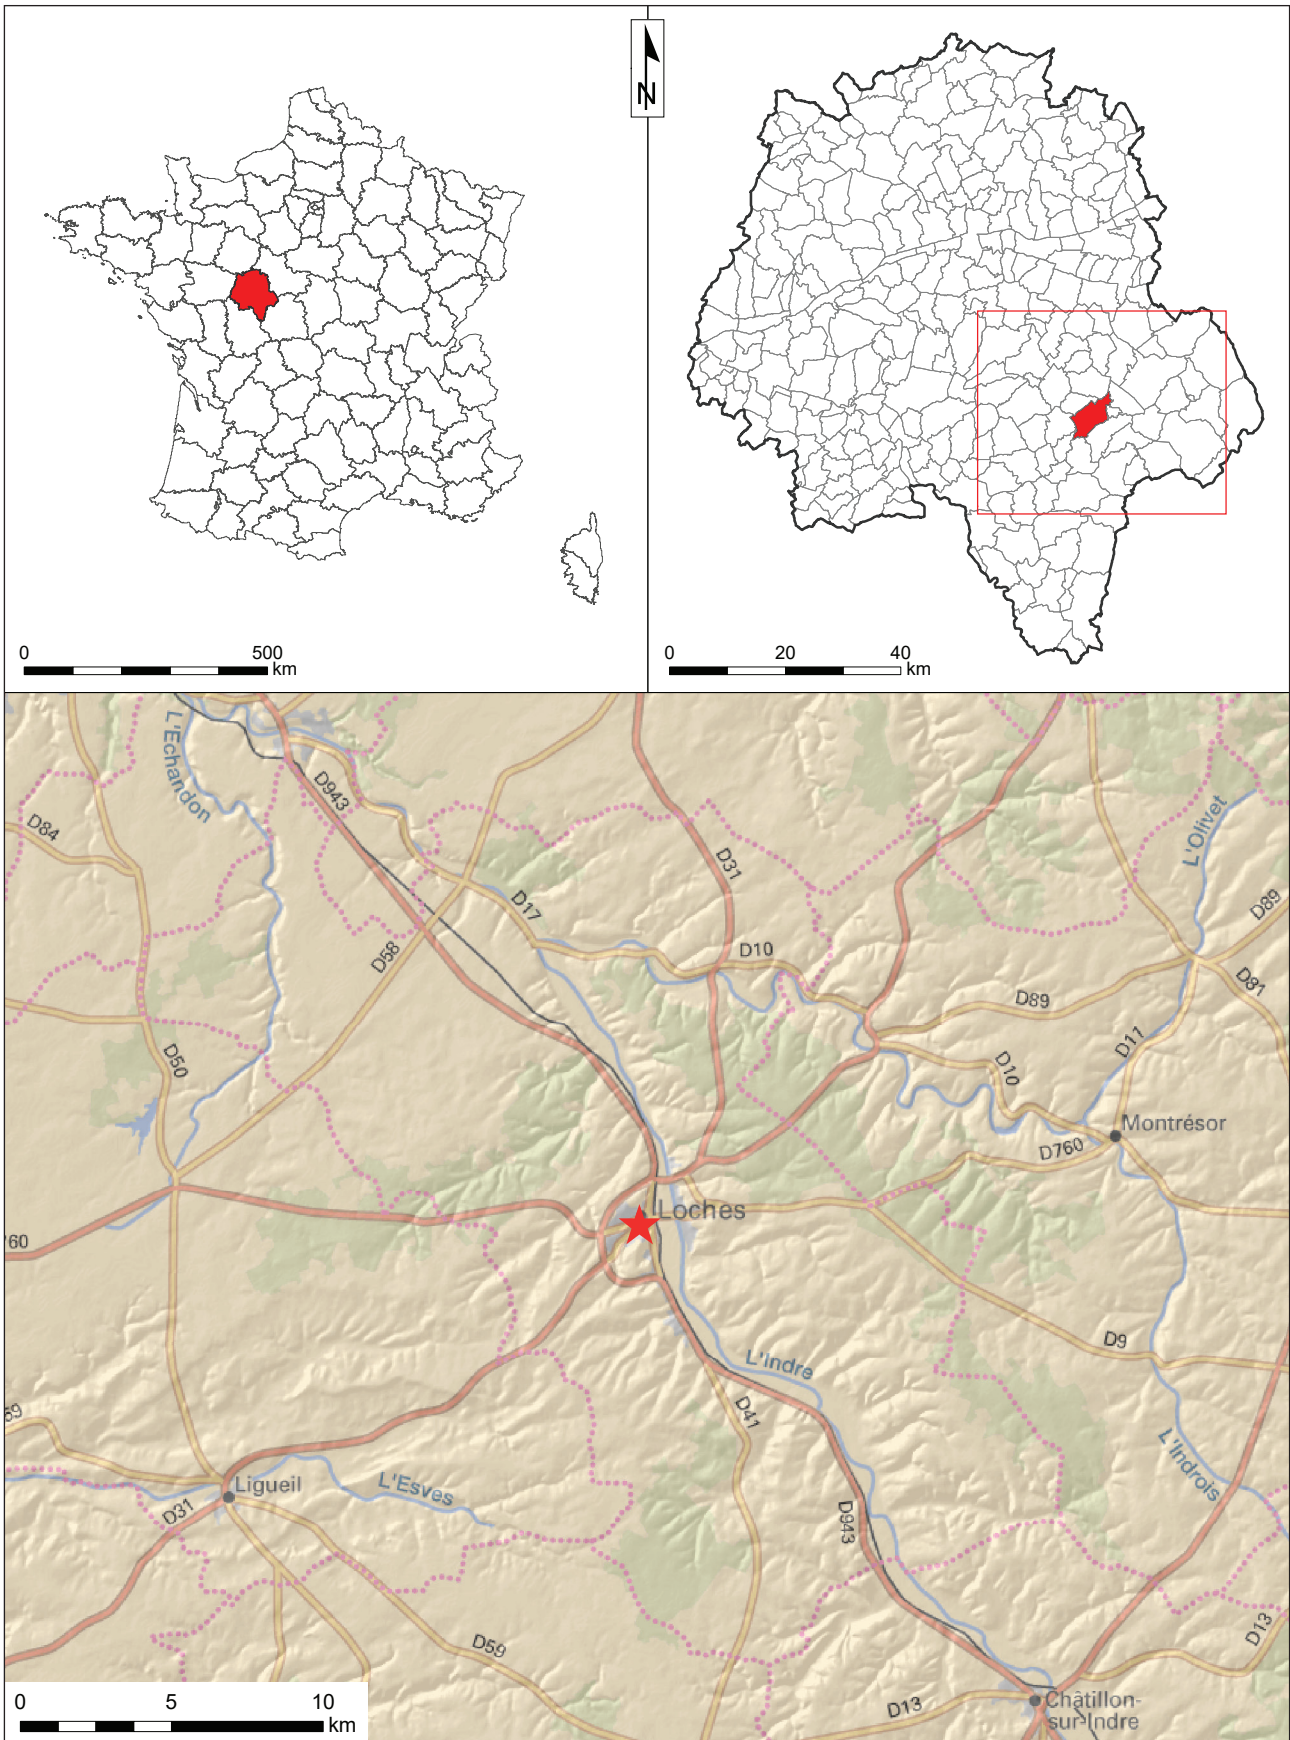 N
0 500 km
0 20 40 km
L'Echandon
D943
D84
D31
L'Olivet
D17
D89
D58
D10
D81
D89
D50
D11
D10
Montrésor
D760
Loches
'60
D9
L'Indre
D41
59
L'Indrois
Ligueil
L'Esves
D31
D943
D13
D59
0 5 10 km
D13
Châtillon-
sur-Indre